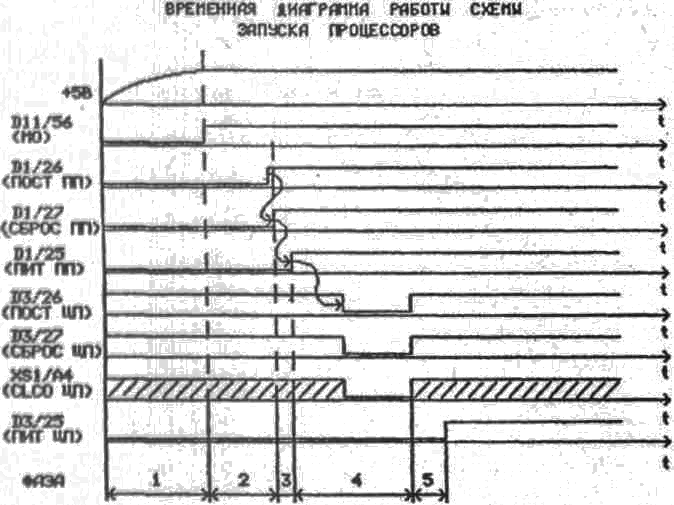 ВРЕМЕННАЯ ДИАГРАММА РАБОТЫ СХЕМЫ
ЗАПУСКА ПРОЦЕССОРОВ
+5В
t
D11/56
(МО)
t
D1/26
(ПОСТ ПП)
t
D1/27
(СБРОС ПП)
t
D1/25
(ПИТ ПП)
t
D3/26
(ПОСТ ЦП)
t
D3/27
(СБРОС ЦП)
t
XS1/A4
(CLCO ЦП)
t
D3/25
(ПИТ ЦП)
t
ФАЗА 1 2 3 4 5